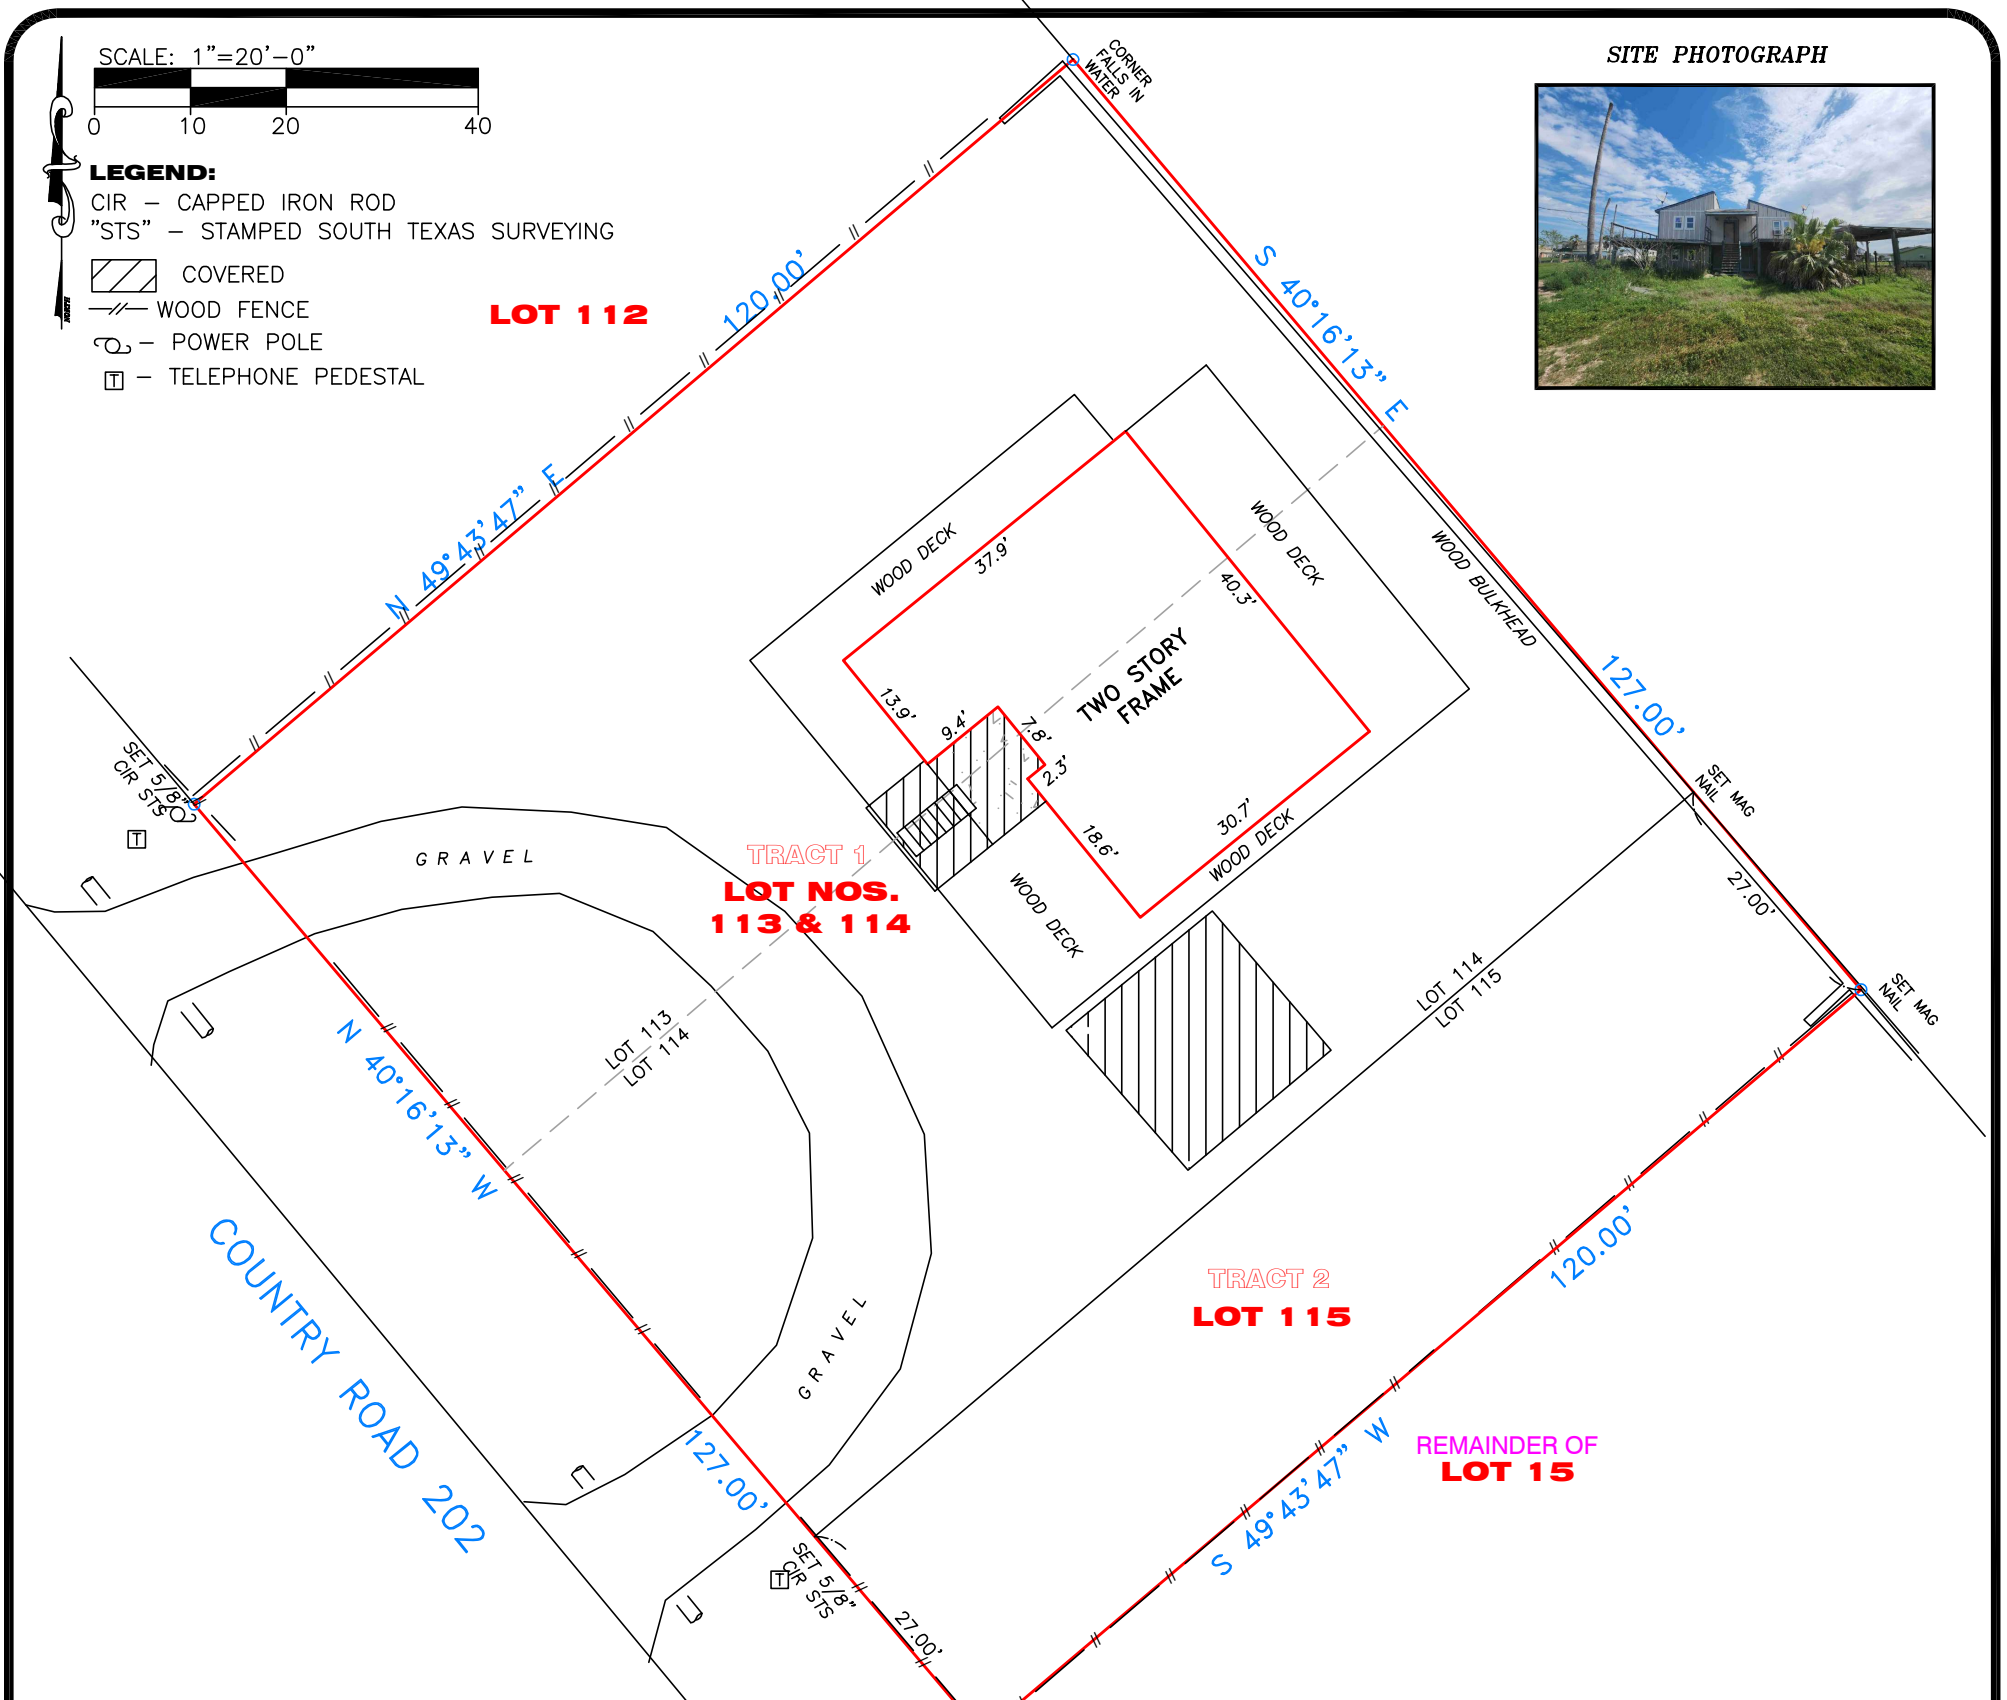 SCALE: 1"=20'-0"
0 10 20 40
LEGEND:
CIR – CAPPED IRON ROD
"STS" – STAMPED SOUTH TEXAS SURVEYING
COVERED
WOOD FENCE
– POWER POLE
T – TELEPHONE PEDESTAL
NORTH
SITE PHOTOGRAPH
CORNER
FALLS IN
WATER
LOT 112
120.00'
N 49°43'47" E
S 40°16'13" E
127.00'
WOOD DECK
37.9'
WOOD DECK
40.3'
WOOD BULKHEAD
TWO STORY
FRAME
13.9'
9.4'
7.8'
2.3'
18.6'
30.7'
WOOD DECK
WOOD DECK
SET 5/8"
CIR STS
T
GRAVEL
TRACT 1
LOT NOS.
113 & 114
SET MAG
NAIL
27.00'
SET MAG
NAIL
LOT 114
LOT 115
LOT 113
LOT 114
N 40°16'13" W
127.00'
COUNTRY ROAD 202
GRAVEL
TRACT 2
LOT 115
120.00'
S 49°43'47" W
REMAINDER OF
LOT 15
SET 5/8"
CIR STS
T
27.00'